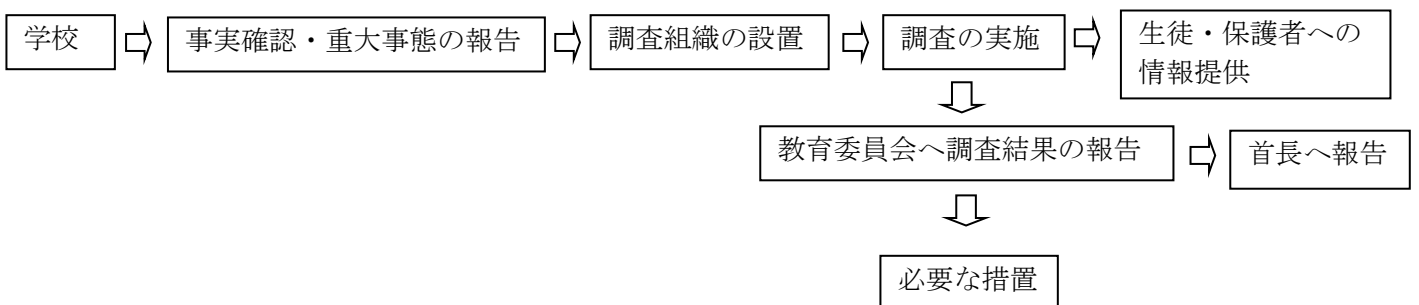 学校
事実確認・重大事態の報告
調査組織の設置
調査の実施
生徒・保護者への
情報提供
教育委員会へ調査結果の報告
首長へ報告
必要な措置